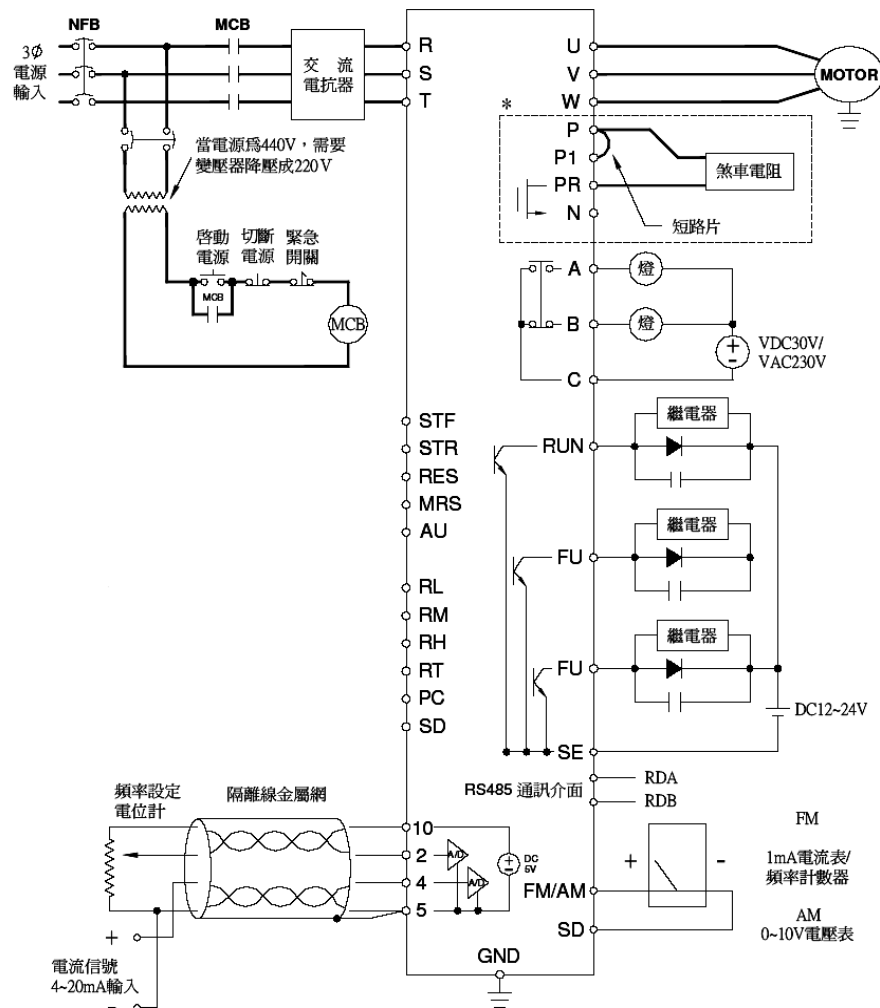 NFB
MCB
3Ø
電源
輸入
交流
電抗器
R
S
T
U
V
W
MOTOR
*
P
P1
PR
N
煞車電阻
短路片
當電源爲440V，需要
變壓器降壓成220V
啓動
電源
切斷
電源
緊急
開關
MCB
MCB
A
燈
B
燈
C
VDC30V/
VAC230V
STF
STR
RES
MRS
AU
RL
RM
RH
RT
PC
SD
RUN
繼電器
FU
繼電器
FU
繼電器
SE
DC12~24V
RS485 通訊介面
RDA
RDB
頻率設定
電位計
隔離線金屬網
10
2
4
5
A/D
A/D
DC
5V
FM/AM
SD
GND
+
-
FM
1mA電流表/
頻率計數器
AM
0~10V電壓表
+
電流信號
4~20mA輸入
-